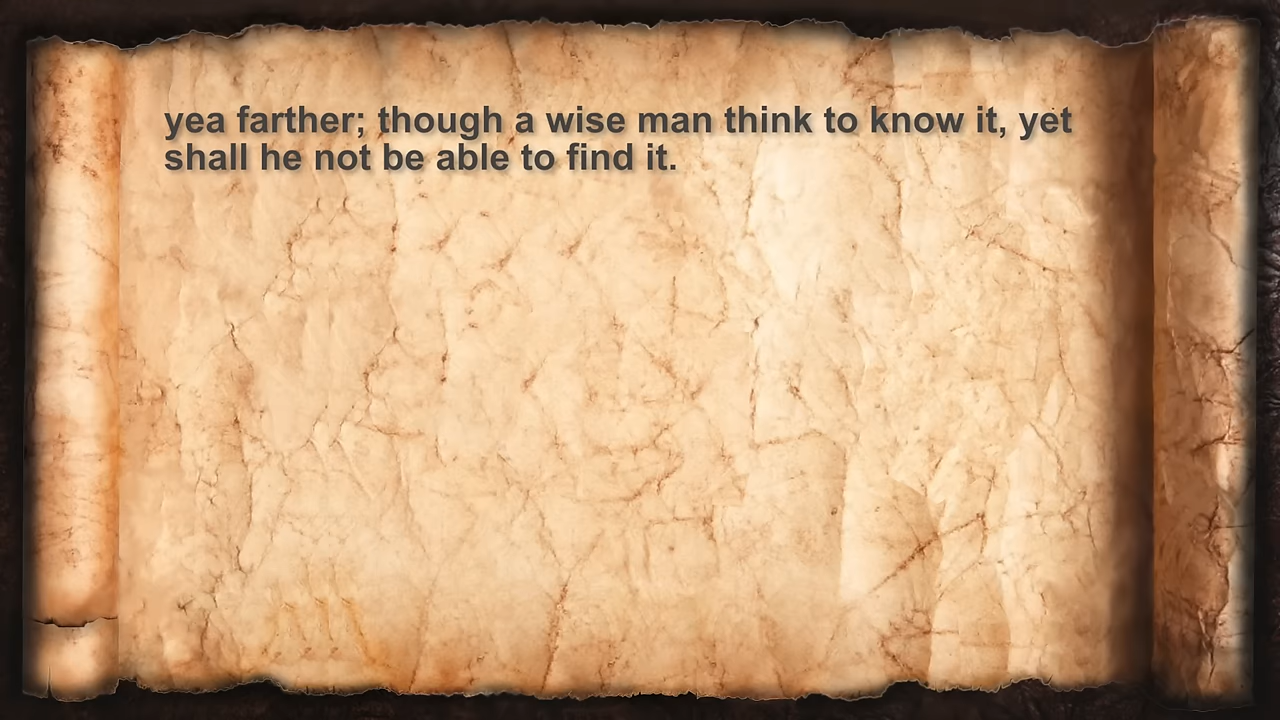 yea farther; though a wise man think to know it, yet
shall he not be able to find it.